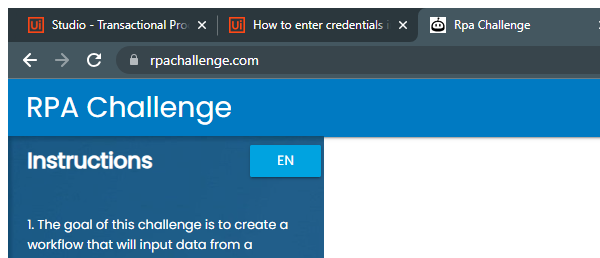 Ui Studio - Transactional Pro
Ui How to enter credentials i
Rpa Challenge
rpachallenge.com
RPA Challenge
Instructions
EN
1. The goal of this challenge is to create a
workflow that will input data from a